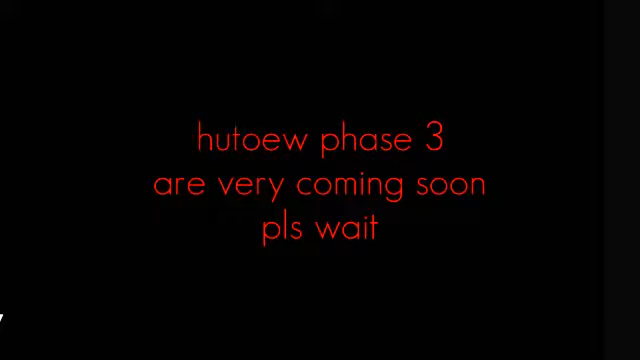 hutoew phase 3
are very coming soon
pls wait